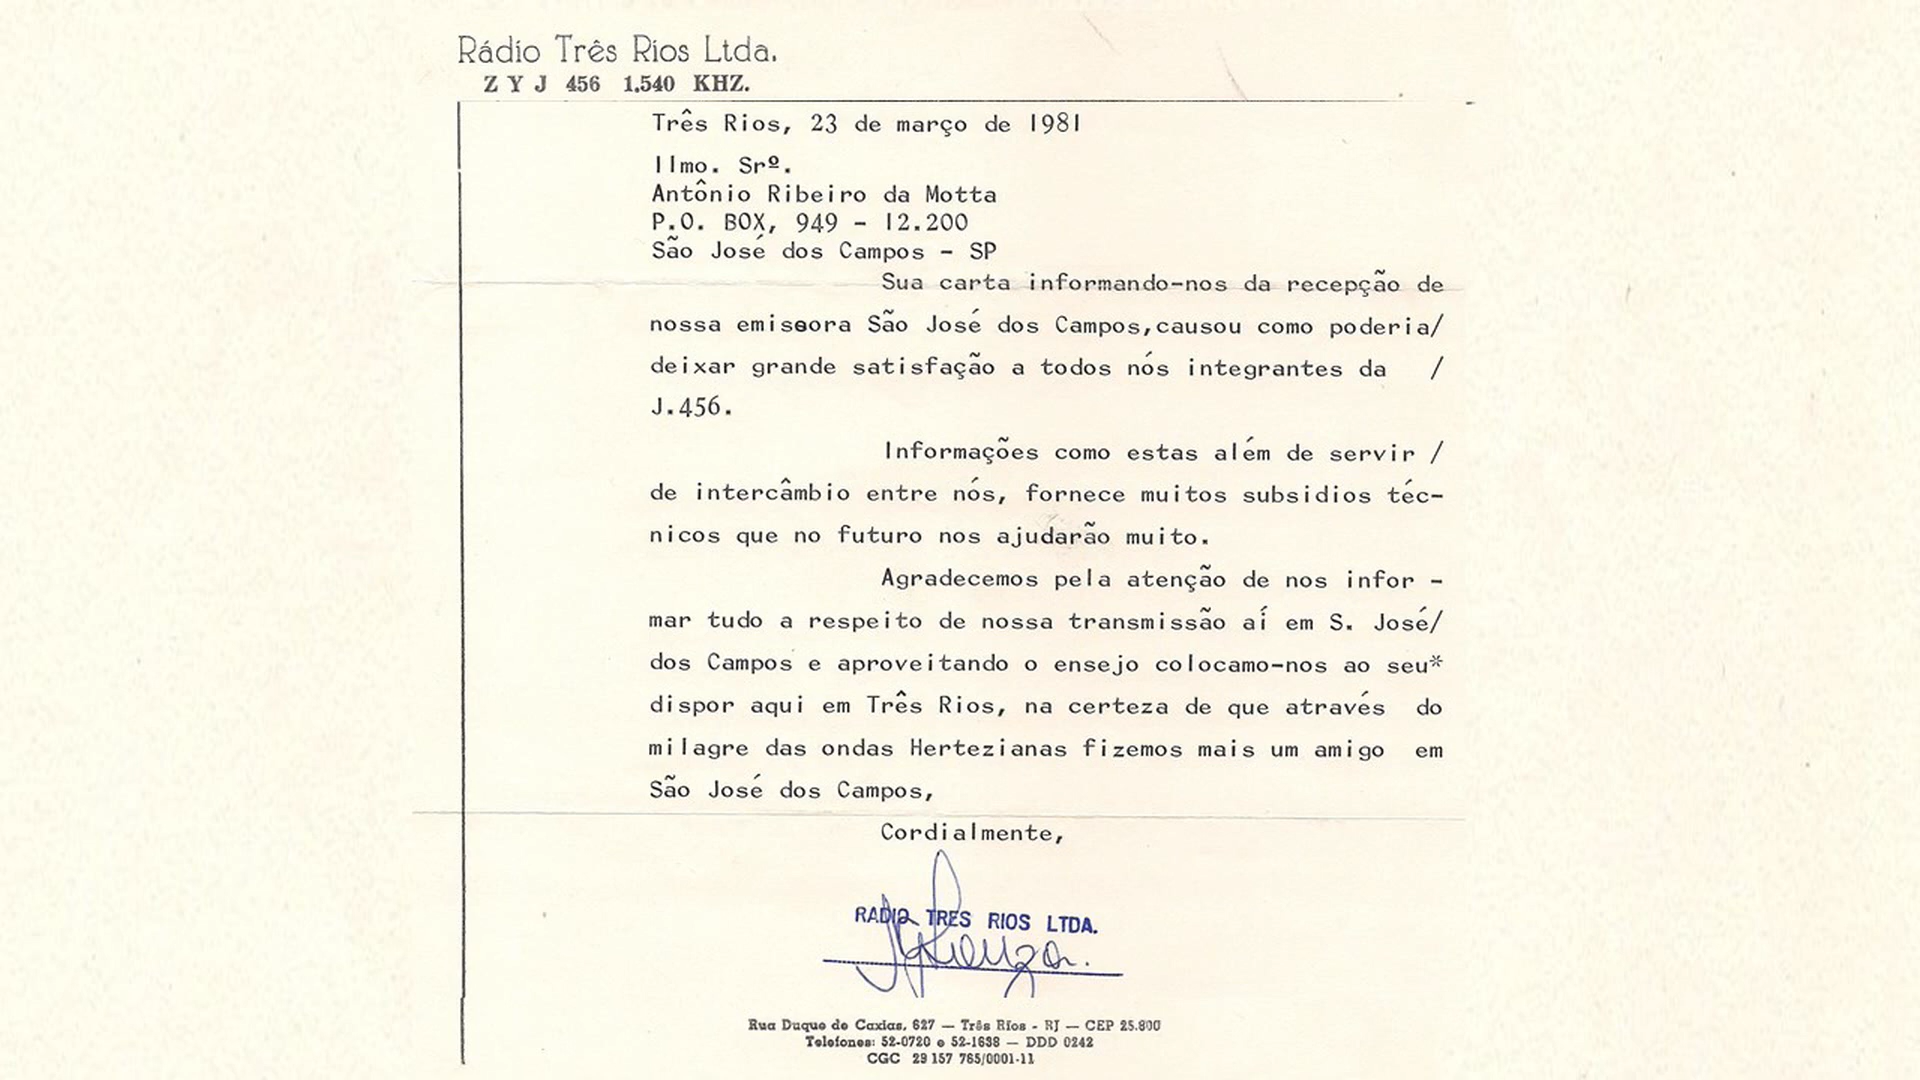 Rádio Três Rios Ltda.
Z Y J 456 1.540 KHZ.
Três Rios, 23 de março de 1981
Ilmo. Srº.
Antônio Ribeiro da Motta
P.O. BOX, 949 - 12.200
São José dos Campos - SP
Sua carta informando-nos da recepção de
nossa emissora São José dos Campos,causou como poderia/
deixar grande satisfação a todos nós integrantes da /
J.456.
Informações como estas além de servir /
de intercâmbio entre nós, fornece muitos subsidios téc-
nicos que no futuro nos ajudarão muito.
Agradecemos pela atenção de nos infor -
mar tudo a respeito de nossa transmissão aí em S. José/
dos Campos e aproveitando o ensejo colocamo-nos ao seu*
dispor aqui em Três Rios, na certeza de que através do
milagre das ondas Hertezianas fizemos mais um amigo em
São José dos Campos,
Cordialmente,
RADIO TRES RIOS LTDA.
Rua Duque de Caxias, 627 — Três Rios - RJ — CEP 25.800
Telefones: 52-0720 e 52-1638 — DDD 0242
CGC 29 157 765/0001-11